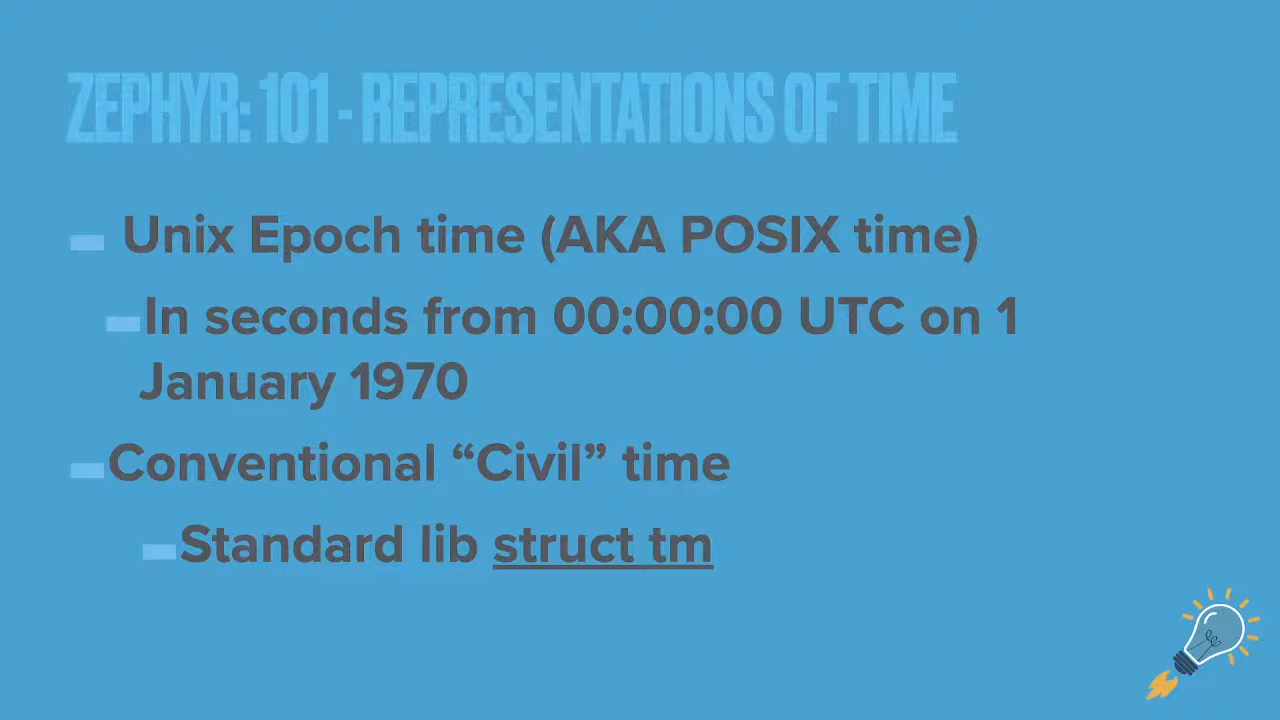 ZEPHYR: 101 - REPRESENTATIONS OF TIME
Unix Epoch time (AKA POSIX time)
In seconds from 00:00:00 UTC on 1
January 1970
Conventional “Civil” time
Standard lib struct tm